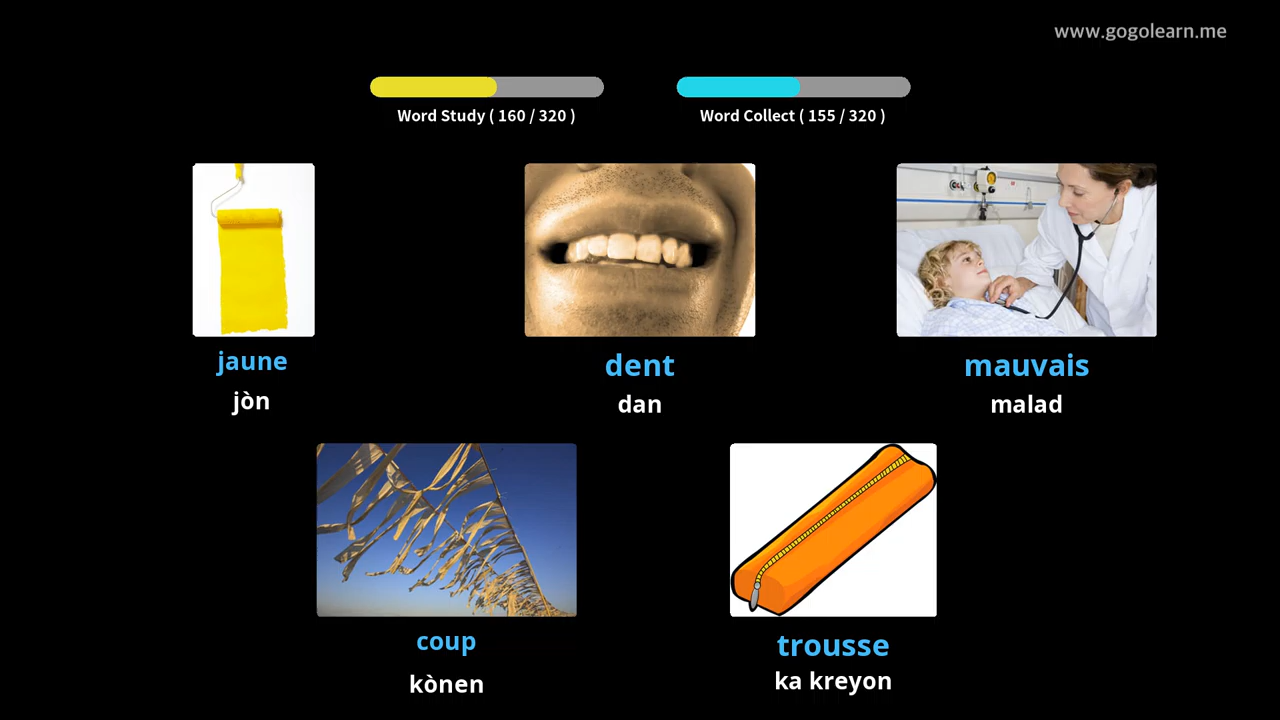 www.gogolearn.me
Word Study ( 160 / 320 )
Word Collect ( 155 / 320 )
jaune
jòn
dent
dan
mauvais
malad
coup
kònen
trousse
ka kreyon